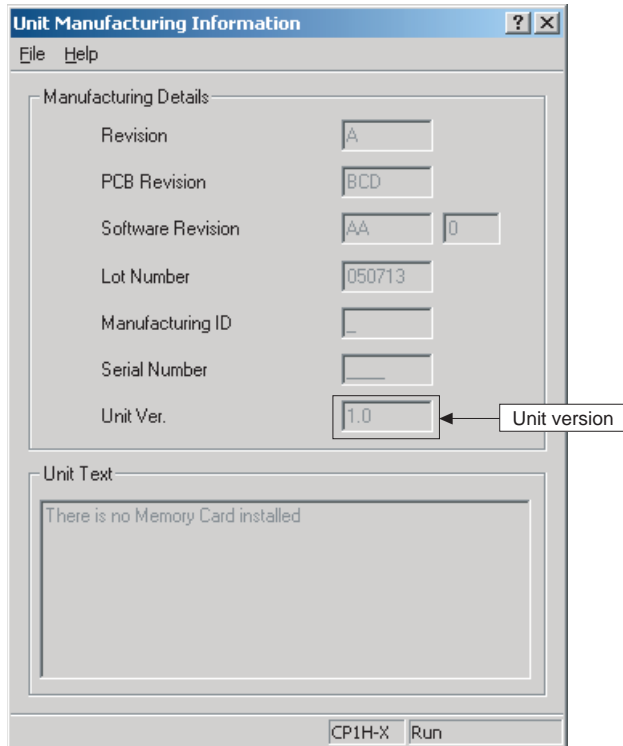 Unit Manufacturing Information
File Help
Manufacturing Details
Revision A
PCB Revision BCD
Software Revision AA 0
Lot Number 050713
Manufacturing ID _
Serial Number ____
Unit Ver. 1.0 Unit version
Unit Text
There is no Memory Card installed
CP1H-X Run